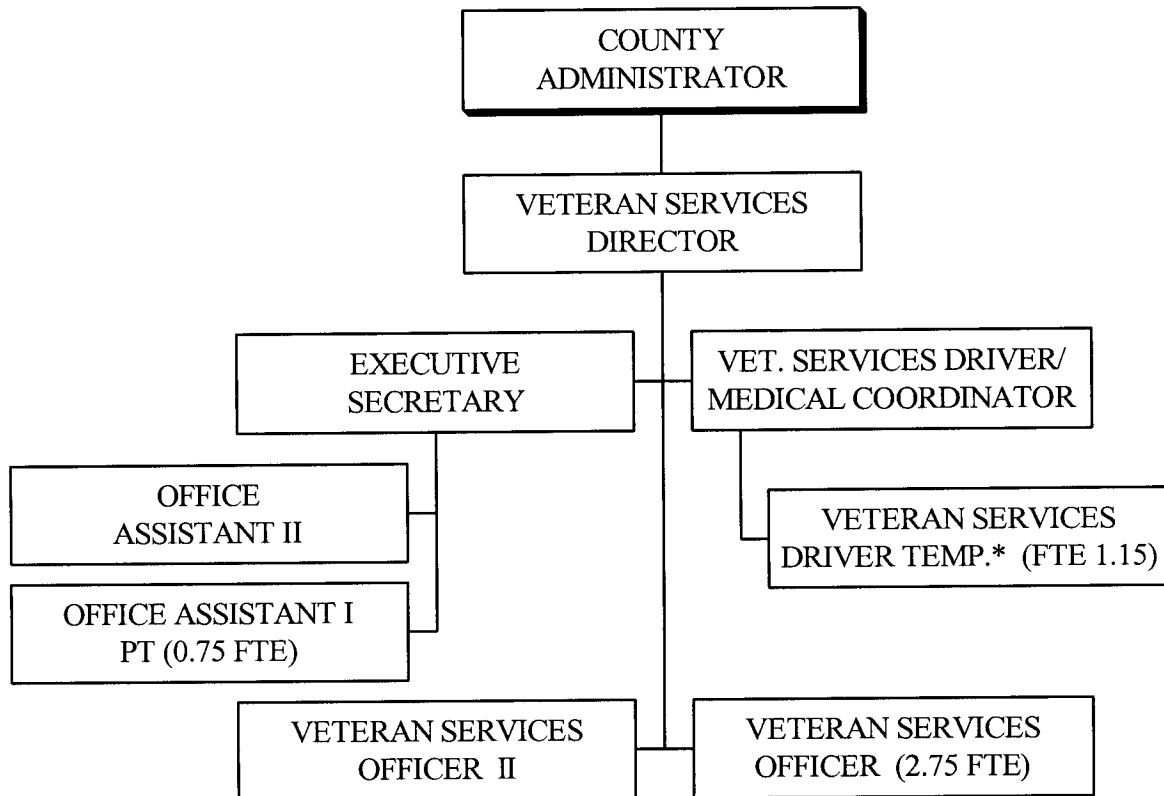 COUNTY
ADMINISTRATOR
VETERAN SERVICES
DIRECTOR
EXECUTIVE
SECRETARY
VET. SERVICES DRIVER/
MEDICAL COORDINATOR
OFFICE
ASSISTANT II
VETERAN SERVICES
DRIVER TEMP.* (FTE 1.15)
OFFICE ASSISTANT I
PT (0.75 FTE)
VETERAN SERVICES
OFFICER II
VETERAN SERVICES
OFFICER (2.75 FTE)